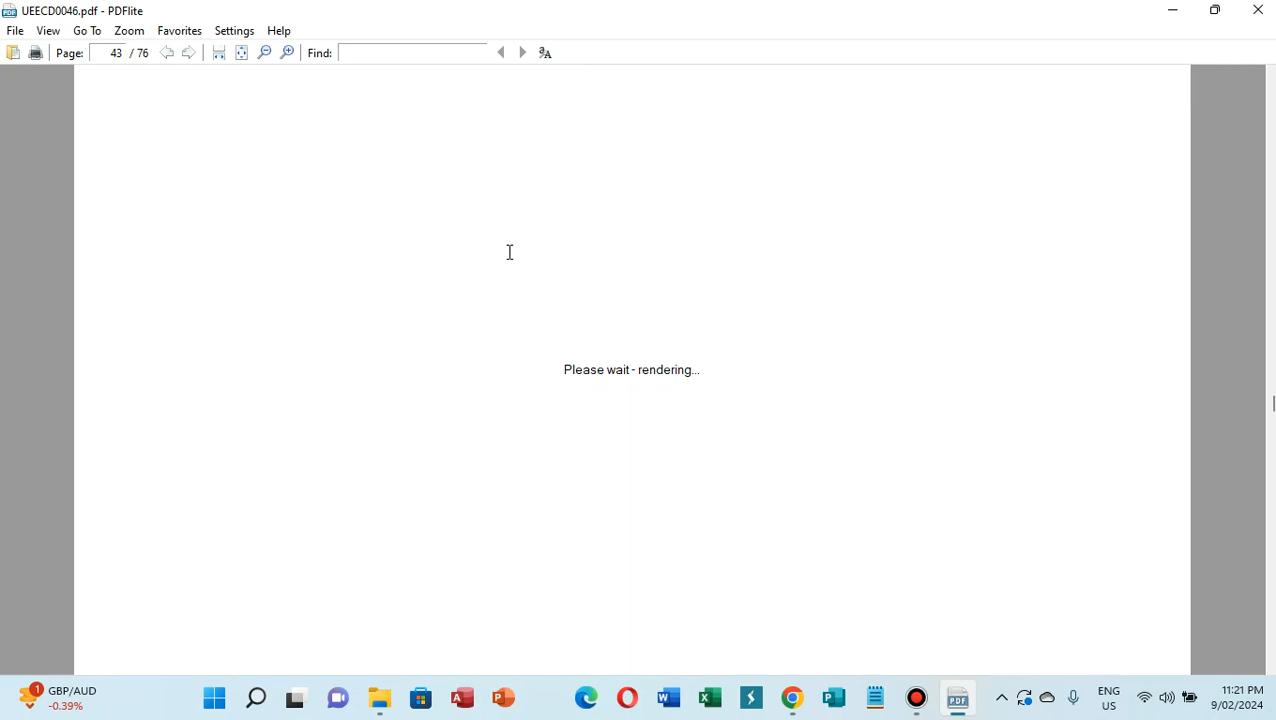 UEECD0046.pdf - PDFlite
File View Go To Zoom Favorites Settings Help
Page: 43 / 76 Find:
Please wait - rendering...
1 GBP/AUD
-0.39%
ENG
US
11:21 PM
9/02/2024